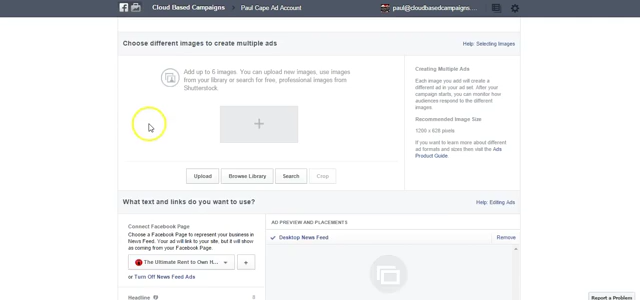 Cloud Based Campaigns Paul Cape Ad Account paul@cloudbasedcampaigns....
Choose different images to create multiple ads
Help: Selecting Images
Add up to 6 images. You can upload new images, use images
from your library or search for free, professional images from
Shutterstock.
Creating Multiple Ads
Each image you add will create a
different ad in your ad set. After your
campaign starts, you can monitor how
audiences respond to the different
images
Recommended Image Size
1200 x 628 pixels
If you want to learn more about different
ad formats and sizes then visit the Ads
Product Guide.
Upload Browse Library Search Crop
What text and links do you want to use?
Help: Editing Ads
Connect Facebook Page
Choose a Facebook Page to represent your business in
News Feed. Your ad will link to your site, but it will show
as coming from your Facebook Page.
The Ultimate Rent to Own H...
+
or Turn Off News Feed Ads
Headline
AD PREVIEW AND PLACEMENTS
Desktop News Feed Remove
Report a Problem